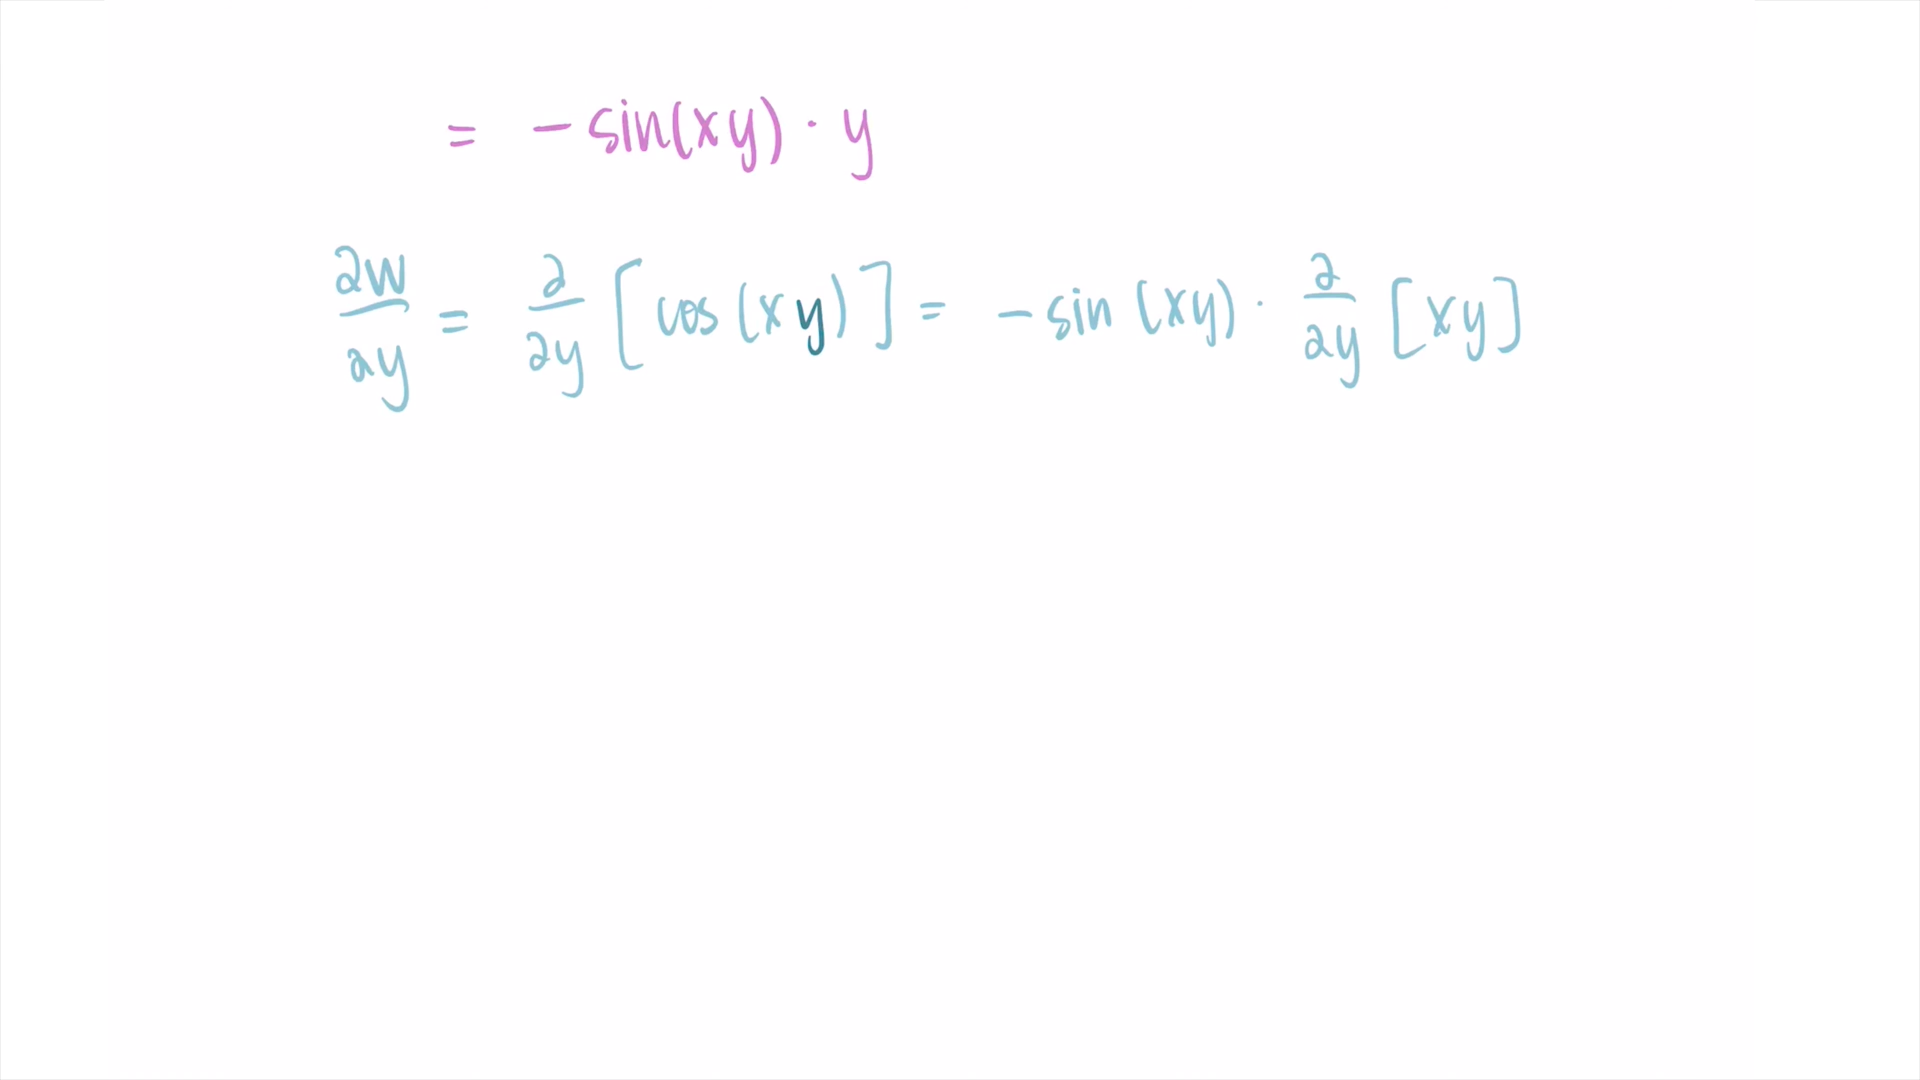 = - sin(xy) · y
∂w/∂y = ∂/∂y [cos(xy)] = - sin(xy) · ∂/∂y [xy]